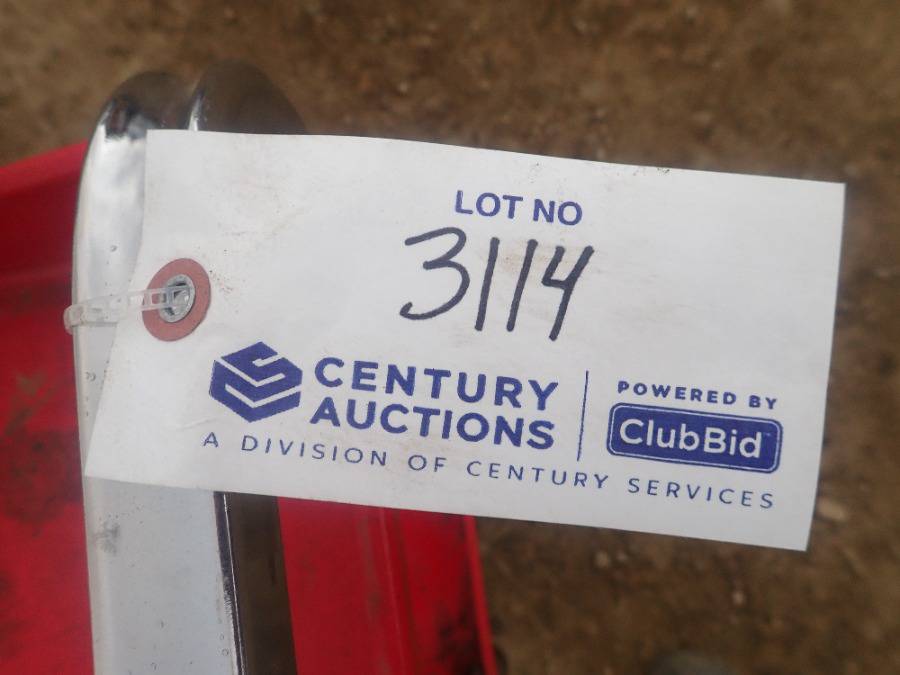 LOT NO
3114
CENTURY
AUCTIONS
A DIVISION OF CENTURY SERVICES
POWERED BY
ClubBid